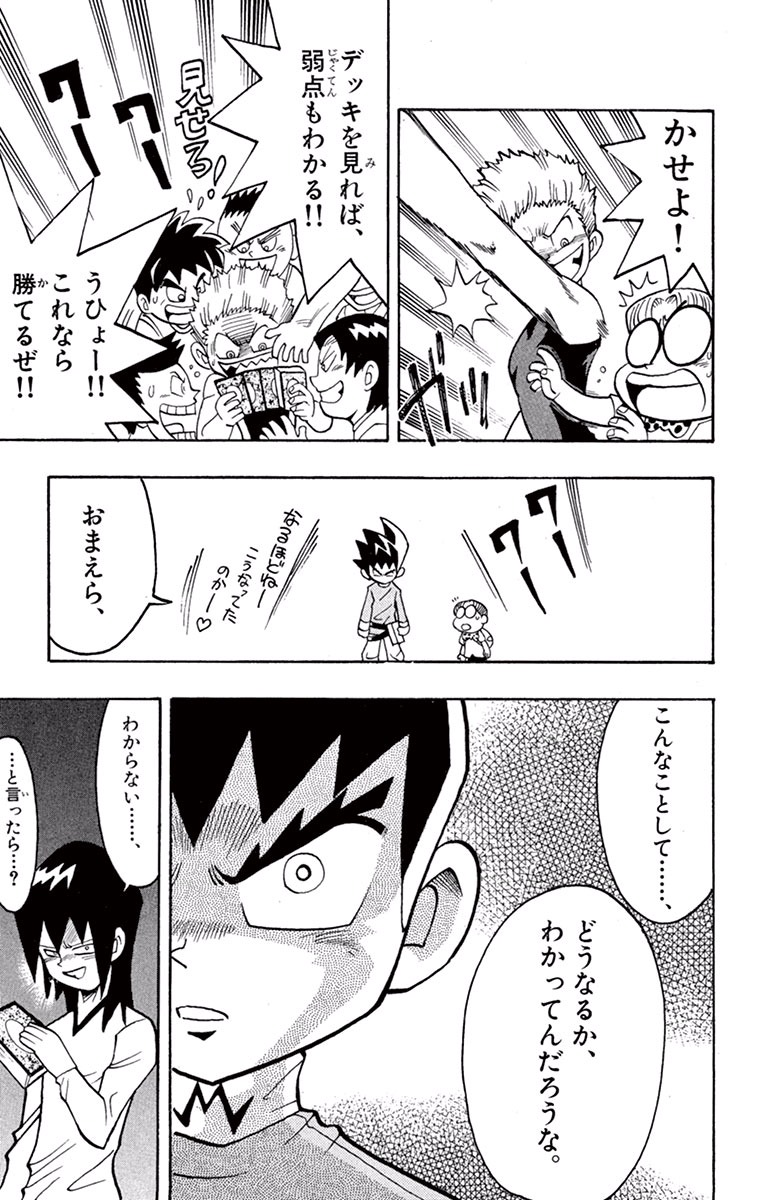 かせよ！
ガバッ
デッキを見れば、
弱点もわかる!!
見せろ!
ワー
ワー
うひょー!!
これなら
勝てるぜ!!
ワー
ワー
なるほどねー
こうなってた
のかー♡
おまえら、
こんなことして……、
どうなるか、
わかってんだろうな。
わからない……、
…と言ったら…？